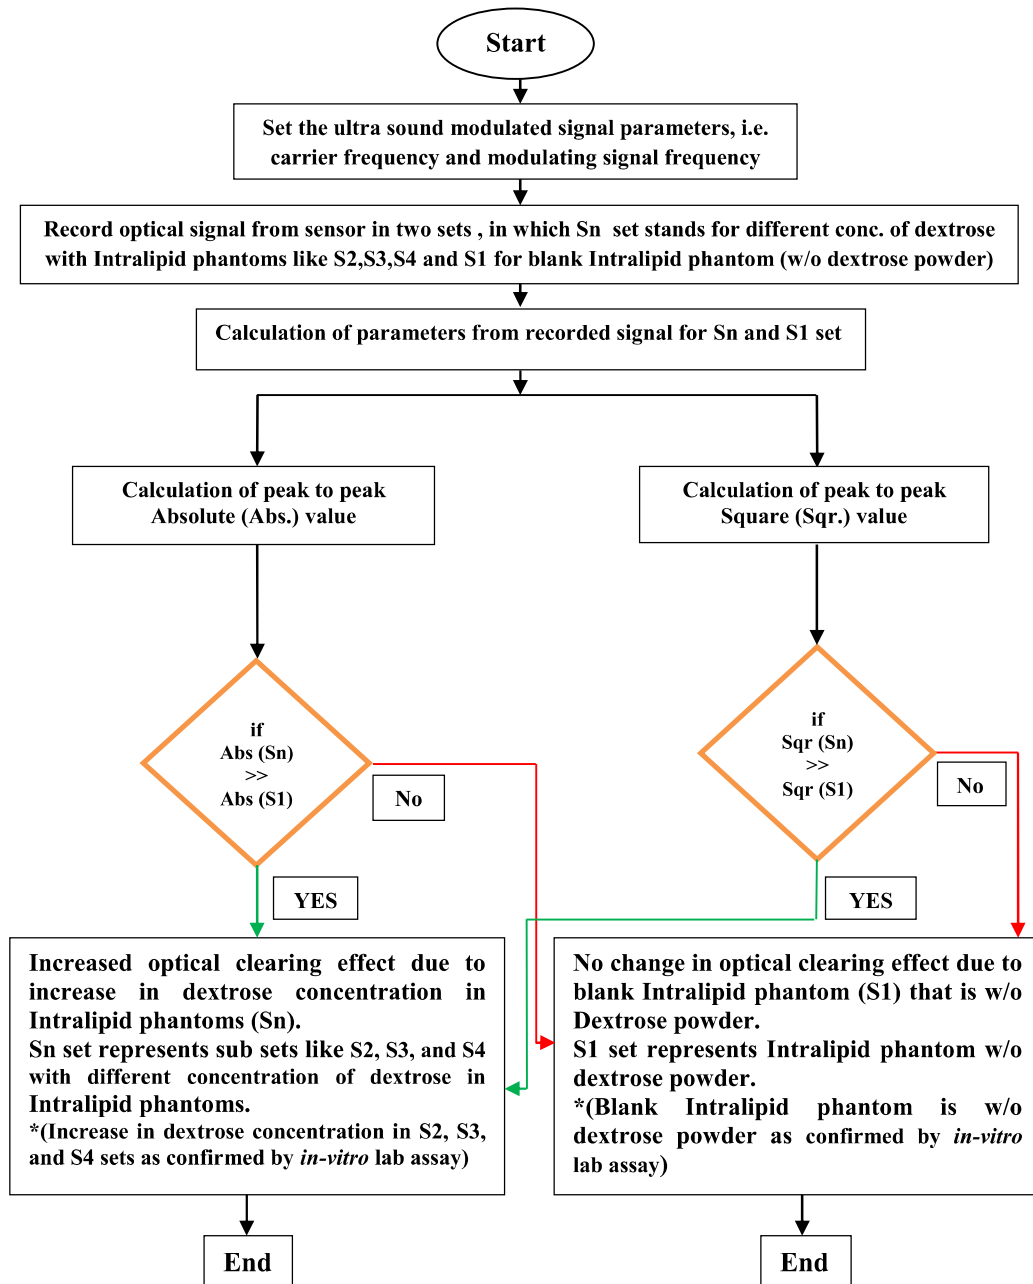 Start
Set the ultra sound modulated signal parameters, i.e.
carrier frequency and modulating signal frequency
Record optical signal from sensor in two sets , in which Sn set stands for different conc. of dextrose
with Intralipid phantoms like S2,S3,S4 and S1 for blank Intralipid phantom (w/o dextrose powder)
Calculation of parameters from recorded signal for Sn and S1 set
Calculation of peak to peak
Absolute (Abs.) value
Calculation of peak to peak
Square (Sqr.) value
if
Abs (Sn)
>>
Abs (S1)
No
YES
if
Sqr (Sn)
>>
Sqr (S1)
No
YES
Increased optical clearing effect due to
increase in dextrose concentration in
Intralipid phantoms (Sn).
Sn set represents sub sets like S2, S3, and S4
with different concentration of dextrose in
Intralipid phantoms.
*(Increase in dextrose concentration in S2, S3,
and S4 sets as confirmed by in-vitro lab assay)
No change in optical clearing effect due to
blank Intralipid phantom (S1) that is w/o
Dextrose powder.
S1 set represents Intralipid phantom w/o
dextrose powder.
*(Blank Intralipid phantom is w/o
dextrose powder as confirmed by in-vitro
lab assay)
End
End